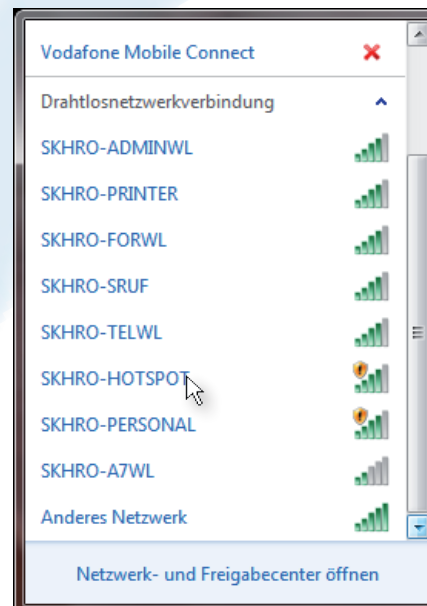 Vodafone Mobile Connect
Drahtlosnetzwerkverbindung
SKHRO-ADMINWL
SKHRO-PRINTER
SKHRO-FORWL
SKHRO-SRUF
SKHRO-TELWL
SKHRO-HOTSPOT
SKHRO-PERSONAL
SKHRO-A7WL
Anderes Netzwerk
Netzwerk- und Freigabecenter öffnen